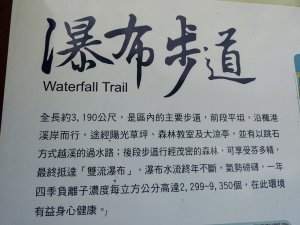 瀑布步道
Waterfall Trail
全長約3,190公尺,是區內的主要步道,前段平坦,沿楓港
溪岸而行,途經陽光草坪、森林教室及大涼亭,並有以跳石
方式越溪的過水路;後段步道行經茂密的森林,可享受芬多精,
最終抵達「雙流瀑布」,瀑布水流終年不斷,氣勢磅礡,一年
四季負離子濃度每立方公分高達2,299~9,350個,在此環境
有益身心健康。